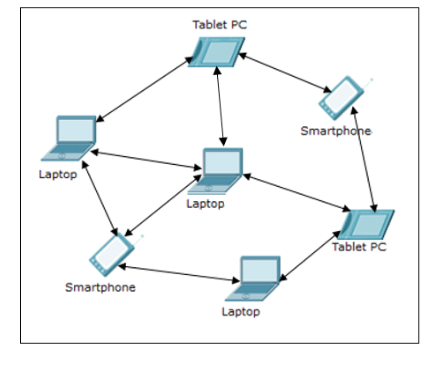 Tablet PC
Smartphone
Laptop
Laptop
Tablet PC
Smartphone
Laptop